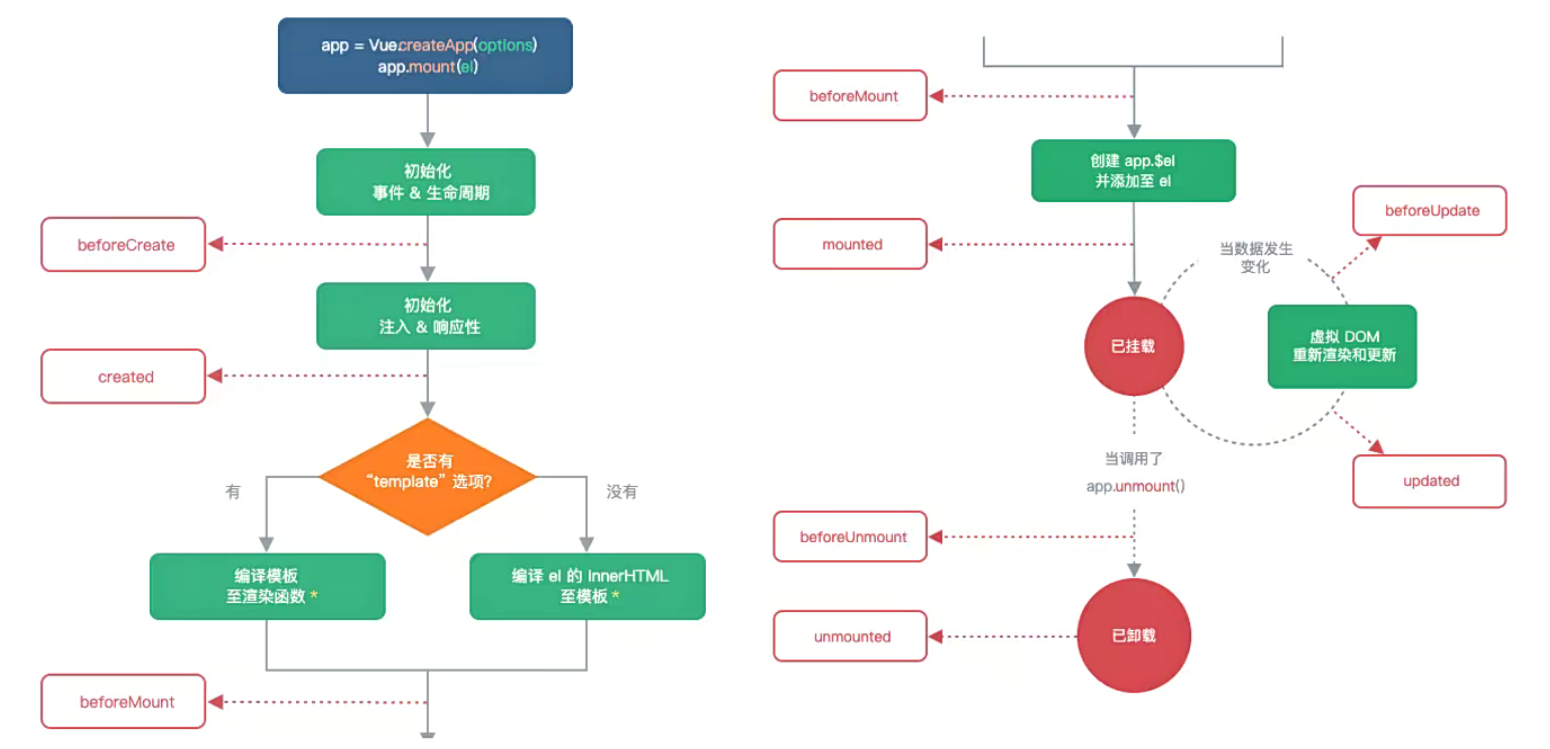 app = Vue.createApp(options)
app.mount(el)
初始化
事件 & 生命周期
beforeCreate
初始化
注入 & 响应性
created
是否有
“template”选项?
有
没有
编译模板
至渲染函数 *
编译 el 的 InnerHTML
至模板 *
beforeMount
beforeMount
创建 app.$el
并添加至 el
mounted
beforeUpdate
当数据发生
变化
已挂载
虚拟 DOM
重新渲染和更新
updated
当调用了
app.unmount()
beforeUnmount
unmounted
已卸载